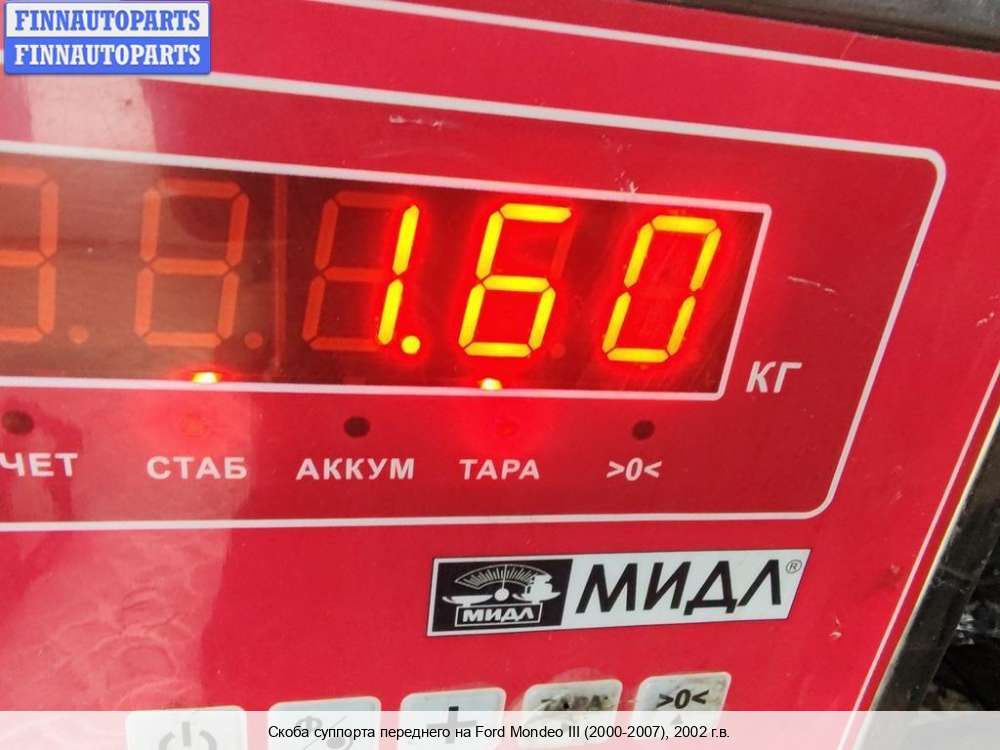 FINNAUTOPARTS
FINNAUTOPARTS
1.60
КГ
ЧЕТ СТАБ АККУМ ТАРА >0<
МИДЛ МИДЛ®
ТАРА >0<
Скоба суппорта переднего на Ford Mondeo III (2000-2007), 2002 г.в.